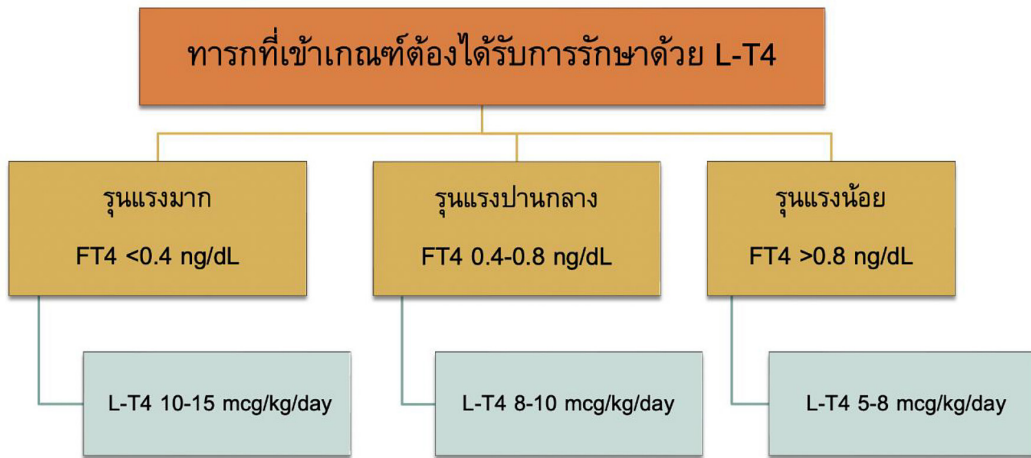 ทารกที่เข้าเกณฑ์ต้องได้รับการรักษาด้วย L-T4
รุนแรงมาก
FT4 <0.4 ng/dL
รุนแรงปานกลาง
FT4 0.4-0.8 ng/dL
รุนแรงน้อย
FT4 >0.8 ng/dL
L-T4 10-15 mcg/kg/day
L-T4 8-10 mcg/kg/day
L-T4 5-8 mcg/kg/day